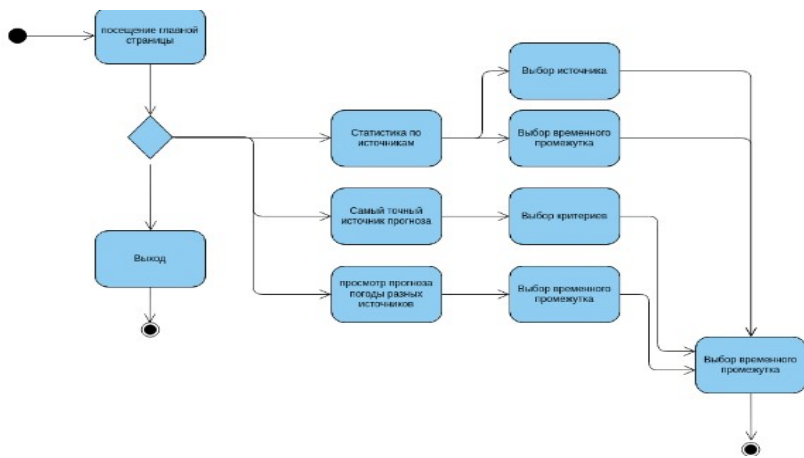 посещение главной
страницы
Выбор источника
Статистика по
источникам
Выбор временного
промежутка
Самый точный
источник прогноза
Выбор критериев
Выход
просмотр прогноза
погоды разных
источников
Выбор временного
промежутка
Выбор временного
промежутка